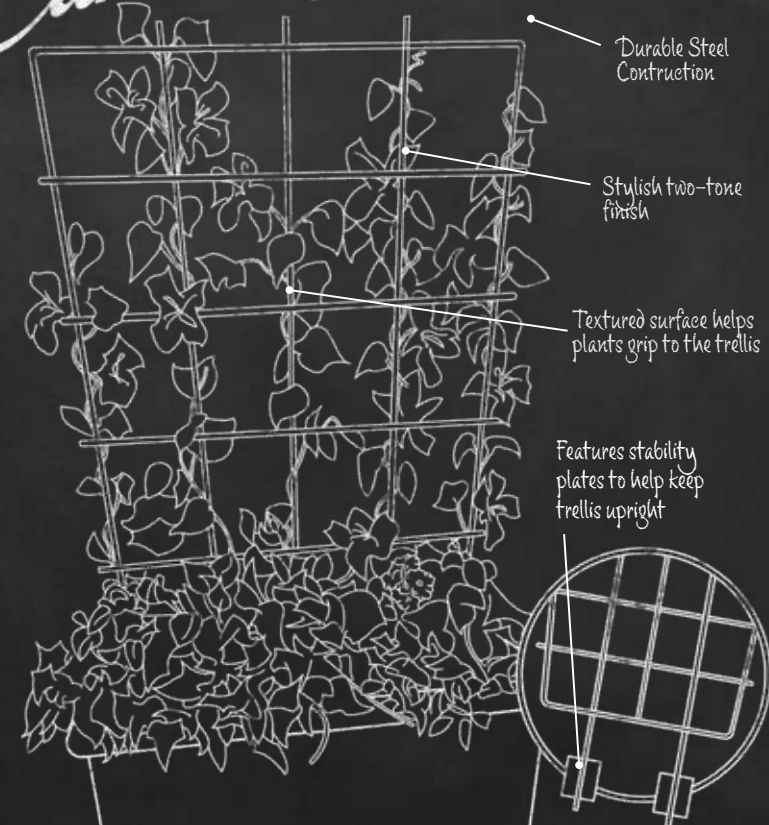 Durable Steel
Contruction
Stylish two-tone
finish
Textured surface helps
plants grip to the trellis
Features stability
plates to help keep
trellis upright